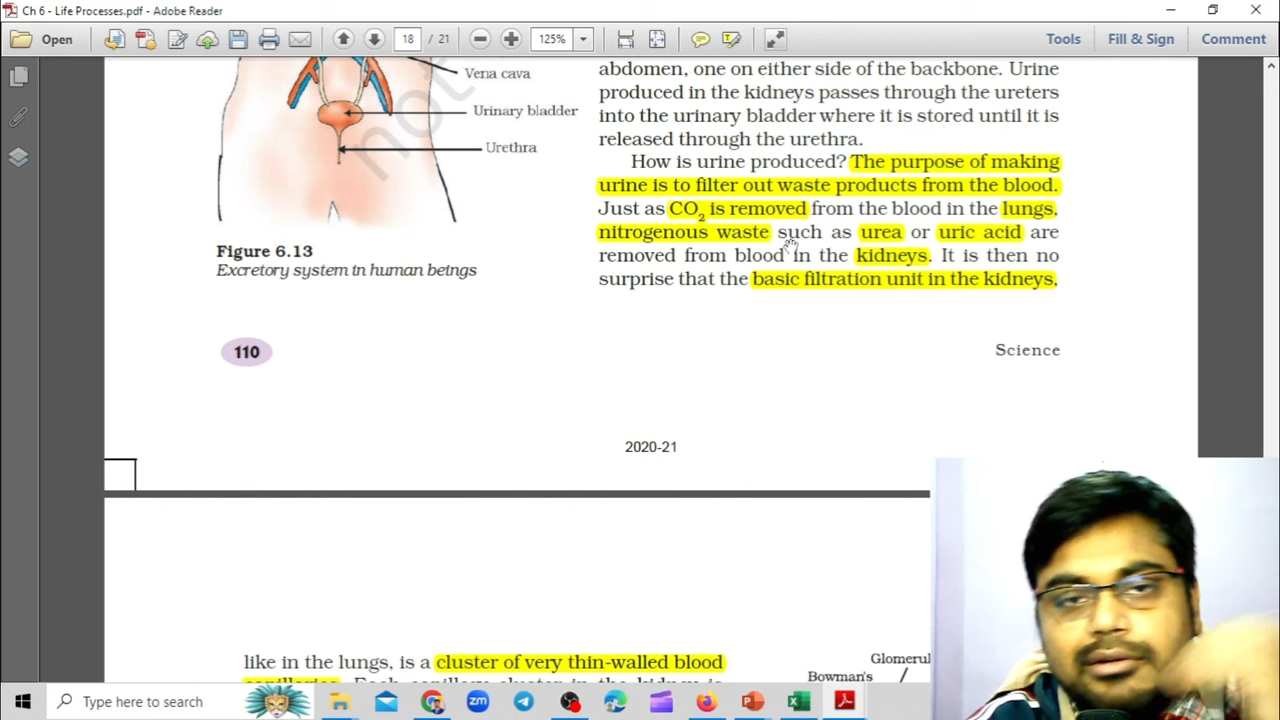 Ch 6 - Life Processes.pdf - Adobe Reader
Open
18 / 21
125%
Tools
Fill & Sign
Comment
Vena cava
Urinary bladder
Urethra
not
Figure 6.13
Excretory system in human beings
abdomen, one on either side of the backbone. Urine
produced in the kidneys passes through the ureters
into the urinary bladder where it is stored until it is
released through the urethra.
How is urine produced? The purpose of making
urine is to filter out waste products from the blood.
Just as CO2 is removed from the blood in the lungs,
nitrogenous waste such as urea or uric acid are
removed from blood in the kidneys. It is then no
surprise that the basic filtration unit in the kidneys,
110
Science
2020-21
like in the lungs, is a cluster of very thin-walled blood
Glomerul
Bowman's
Type here to search
zm